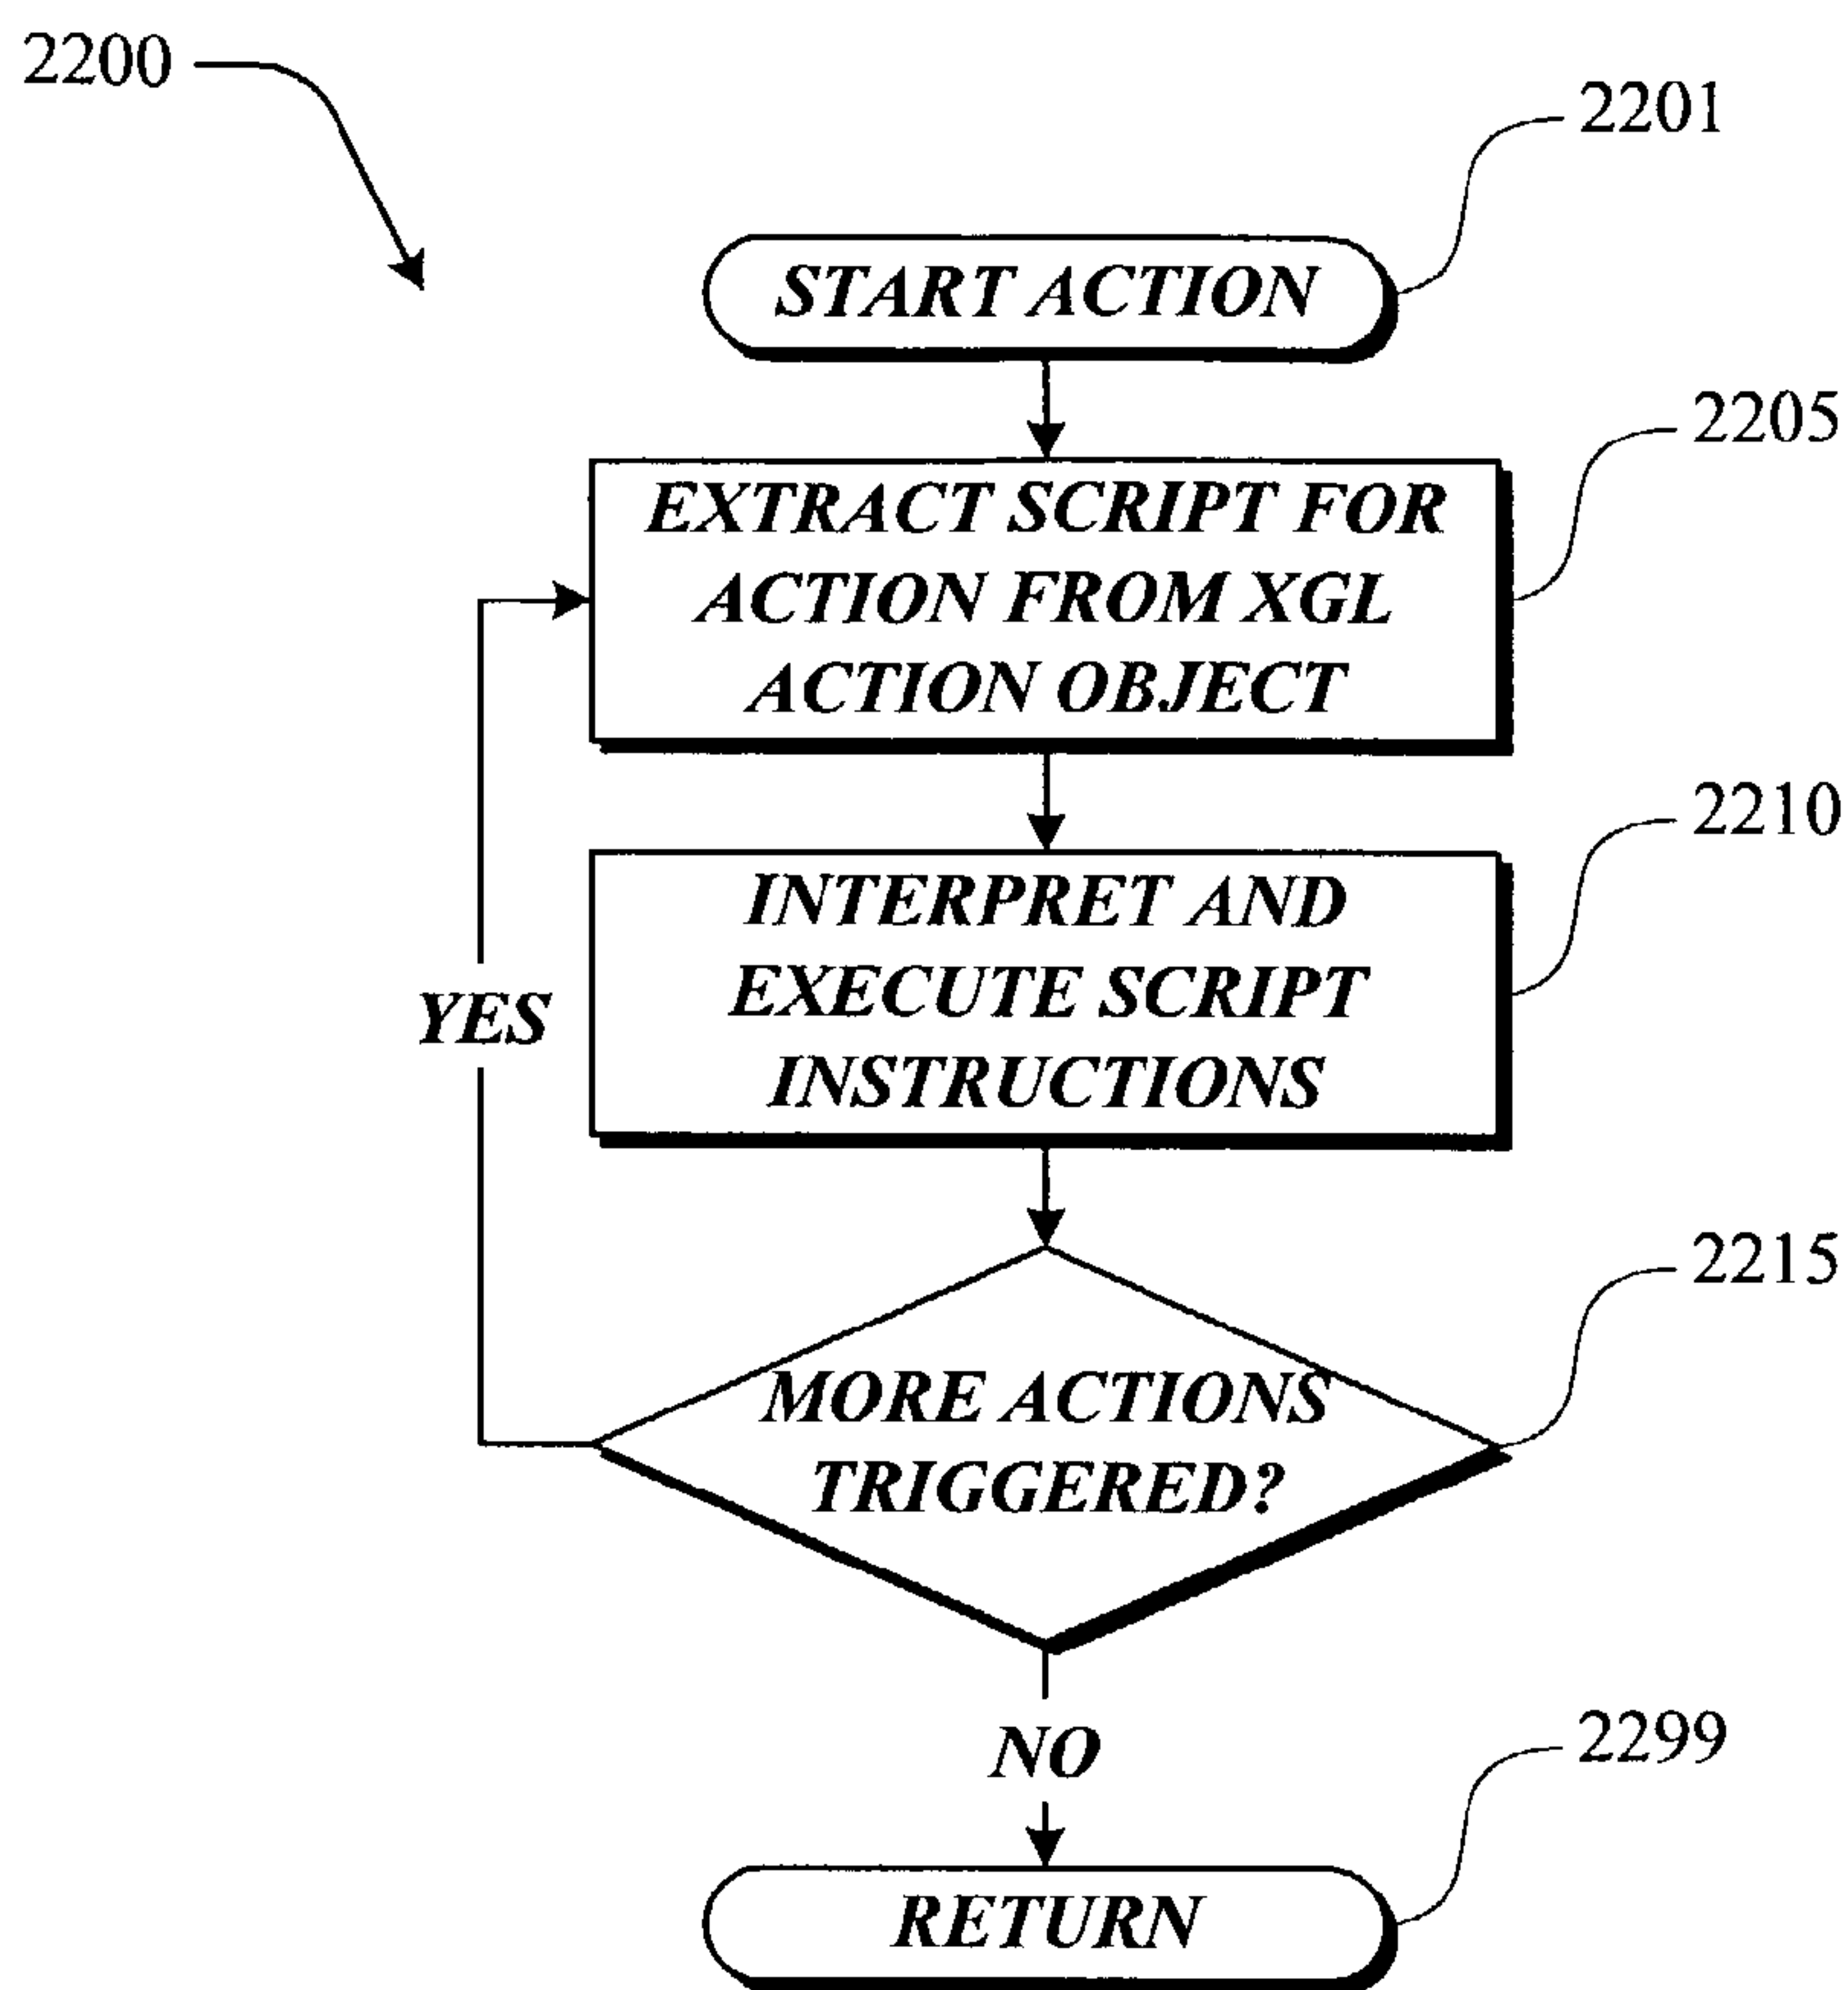 2200
2201
START ACTION
2205
EXTRACT SCRIPT FOR
ACTION FROM XGL
ACTION OBJECT
2210
INTERPRET AND
EXECUTE SCRIPT
INSTRUCTIONS
YES
2215
MORE ACTIONS
TRIGGERED?
NO
2299
RETURN